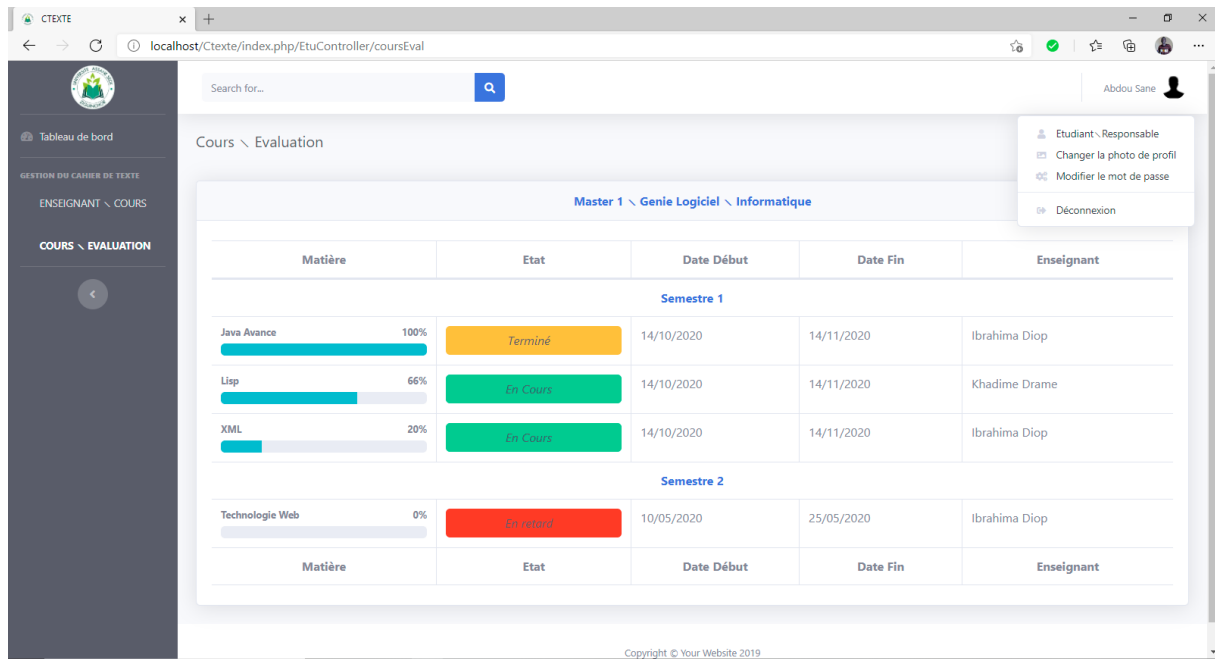 CTEXTE
localhost/Ctexte/index.php/EtuController/coursEval
Search for...
Abdou Sane
Tableau de bord
GESTION DU CAHIER DE TEXTE
ENSEIGNANT \ COURS
COURS \ EVALUATION
Cours \ Evaluation
Etudiant\Responsable
Changer la photo de profil
Modifier le mot de passe
Déconnexion
Master 1 \ Genie Logiciel \ Informatique
Matière Etat Date Début Date Fin Enseignant
Semestre 1
Java Avance 100% Terminé 14/10/2020 14/11/2020 Ibrahima Diop
Lisp 66% En Cours 14/10/2020 14/11/2020 Khadime Drame
XML 20% En Cours 14/10/2020 14/11/2020 Ibrahima Diop
Semestre 2
Technologie Web 0% En retard 10/05/2020 25/05/2020 Ibrahima Diop
Matière Etat Date Début Date Fin Enseignant
Copyright © Your Website 2019